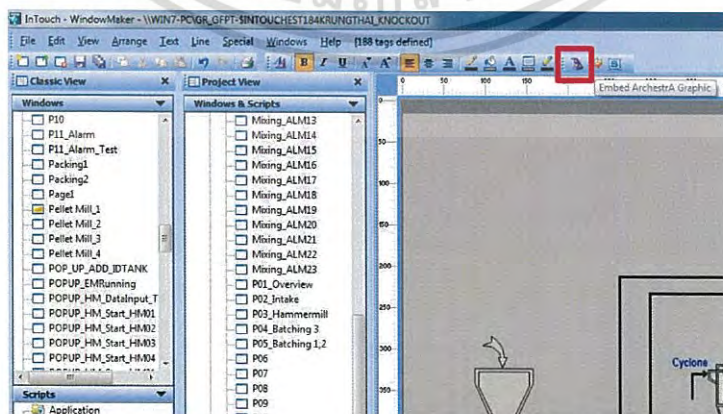 InTouch - WindowMaker - \\WIN7-PC\GR_GFPT-$INTOUCHEST184KRUNGTHAI_KNOCKOUT
File Edit View Arrange Text Line Special Windows Help [188 tags defined]
Embed ArchestrA Graphic
Classic View
Windows
P10
P11_Alarm
P11_Alarm_Test
Packing1
Packing2
Page1
Pellet Mill_1
Pellet Mill_2
Pellet Mill_3
Pellet Mill_4
POP_UP_ADD_IDTANK
POPUP_EMRunning
POPUP_HM_DataInput_T
POPUP_HM_Start_HM01
POPUP_HM_Start_HM02
POPUP_HM_Start_HM03
POPUP_HM_Start_HM04
Scripts
Application
Project View
Windows & Scripts
Mixing_ALM13
Mixing_ALM14
Mixing_ALM15
Mixing_ALM16
Mixing_ALM17
Mixing_ALM18
Mixing_ALM19
Mixing_ALM20
Mixing_ALM21
Mixing_ALM22
Mixing_ALM23
P01_Overview
P02_Intake
P03_Hammermill
P04_Batching 3
P05_Batching 1,2
P06
P07
P08
P09
Cyclone